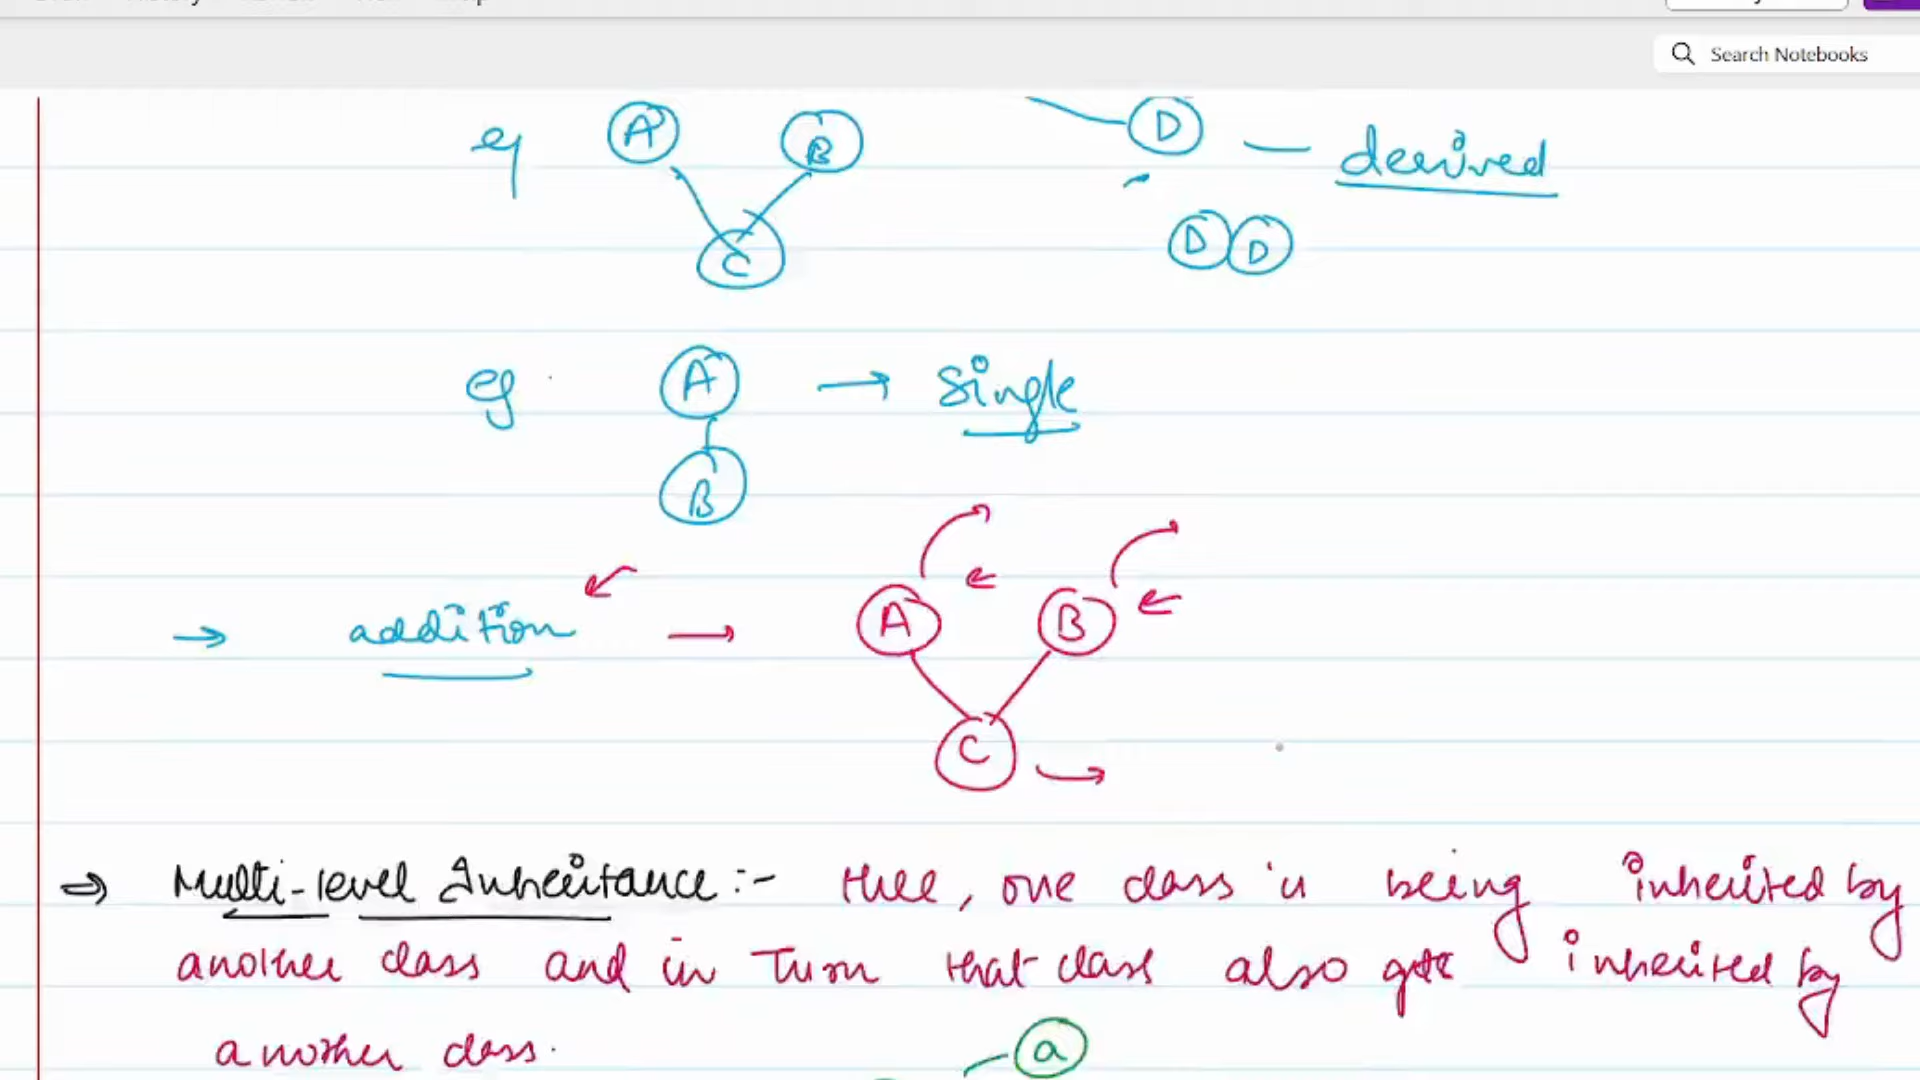 Search Notebooks
eg A B D — derived
C D D
eg A → single
B
→ addition → A B
C
⇒ Multi-level Inheritance :- Here, one class is being inherited by
another class and in turn that class also gets inherited by
another class.
a